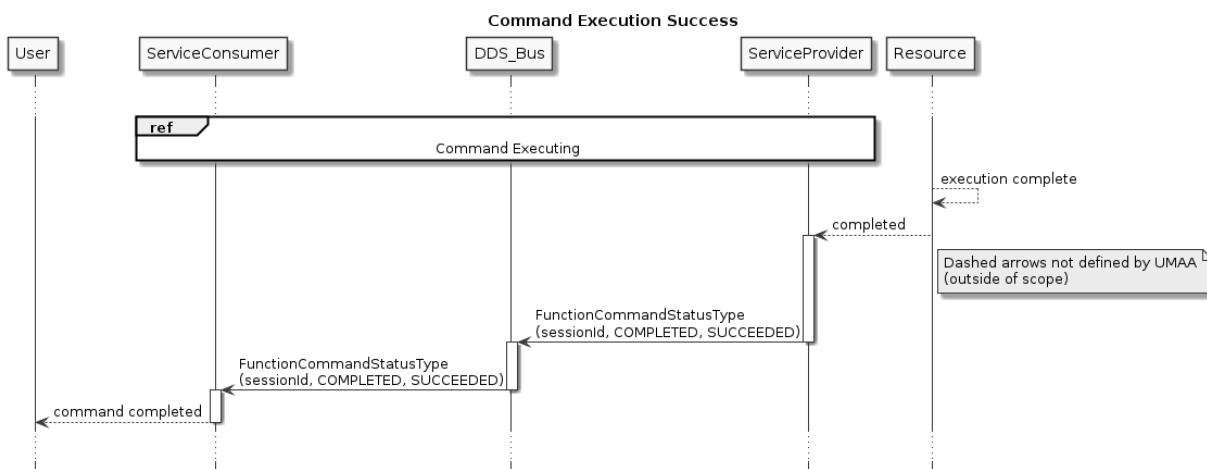 Command Execution Success
User
ServiceConsumer
DDS_Bus
ServiceProvider
Resource
ref
Command Executing
execution complete
completed
Dashed arrows not defined by UMAA
(outside of scope)
FunctionCommandStatusType
(sessionId, COMPLETED, SUCCEEDED)
FunctionCommandStatusType
(sessionId, COMPLETED, SUCCEEDED)
command completed